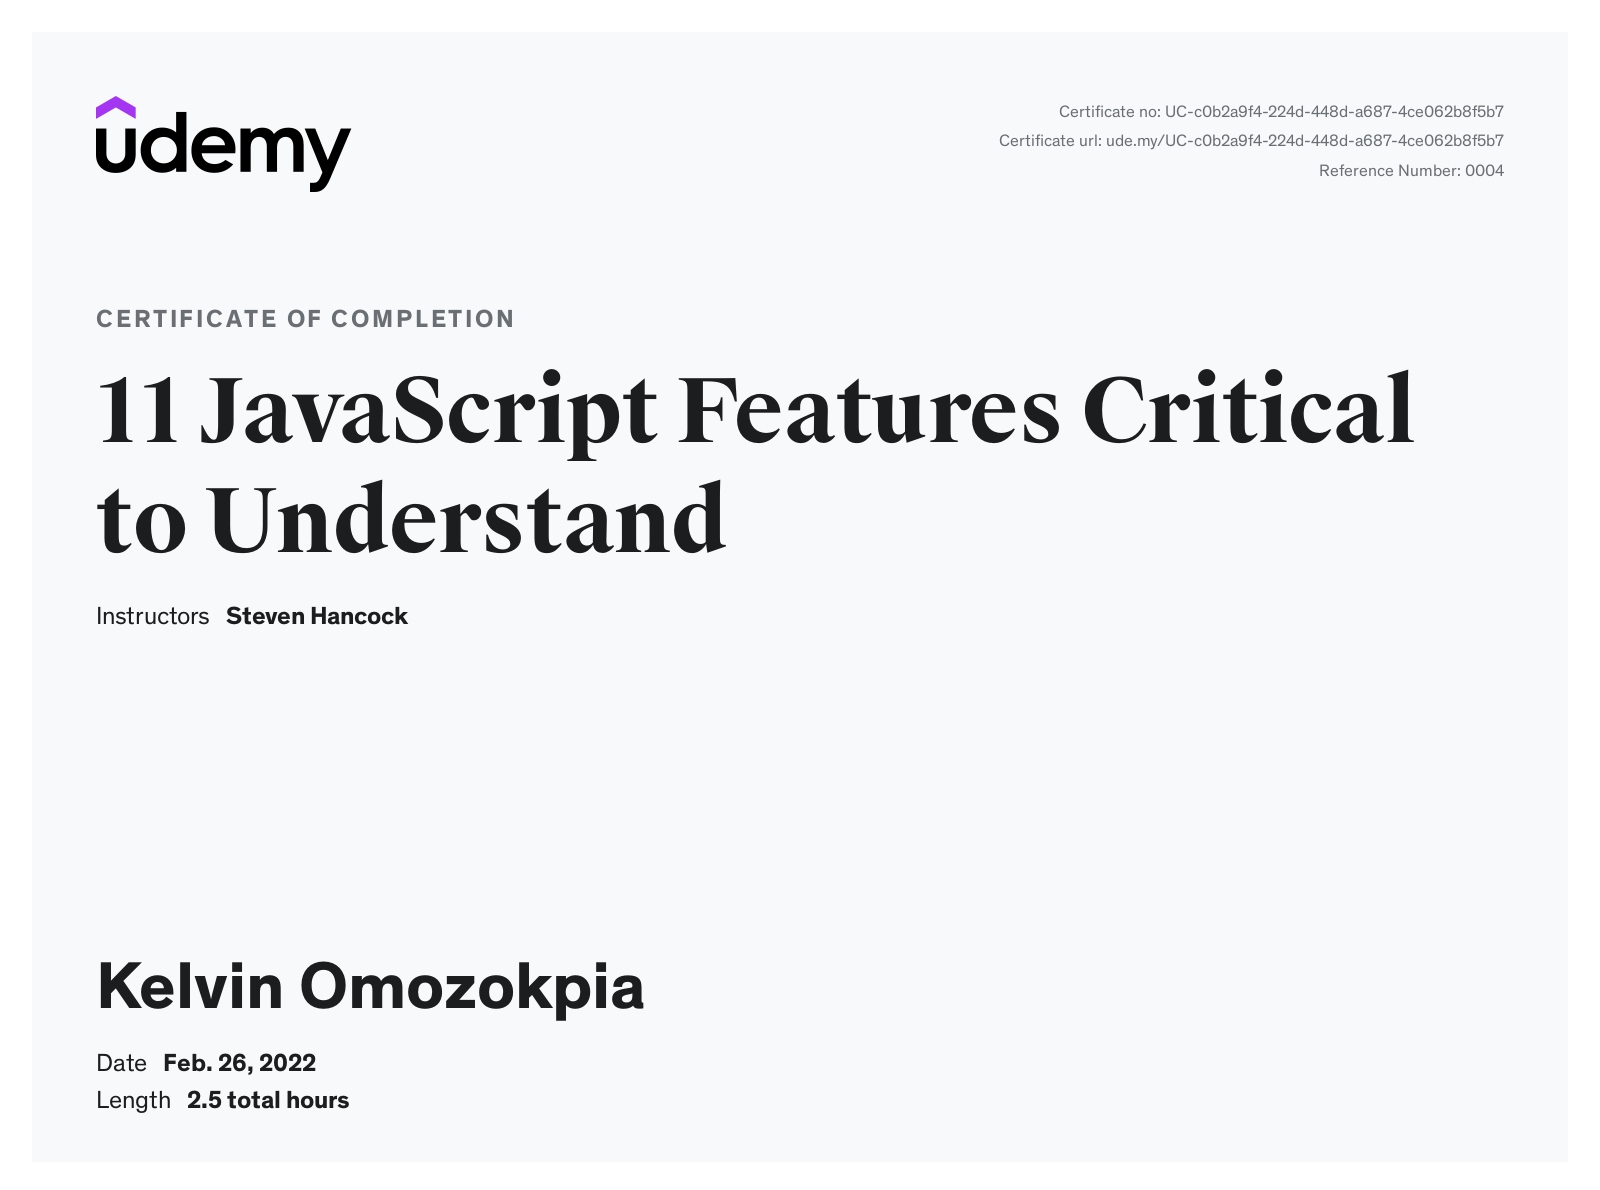 udemy
Certificate no: UC-c0b2a9f4-224d-448d-a687-4ce062b8f5b7
Certificate url: ude.my/UC-c0b2a9f4-224d-448d-a687-4ce062b8f5b7
Reference Number: 0004
CERTIFICATE OF COMPLETION
11 JavaScript Features Critical
to Understand
Instructors Steven Hancock
Kelvin Omozokpia
Date Feb. 26, 2022
Length 2.5 total hours